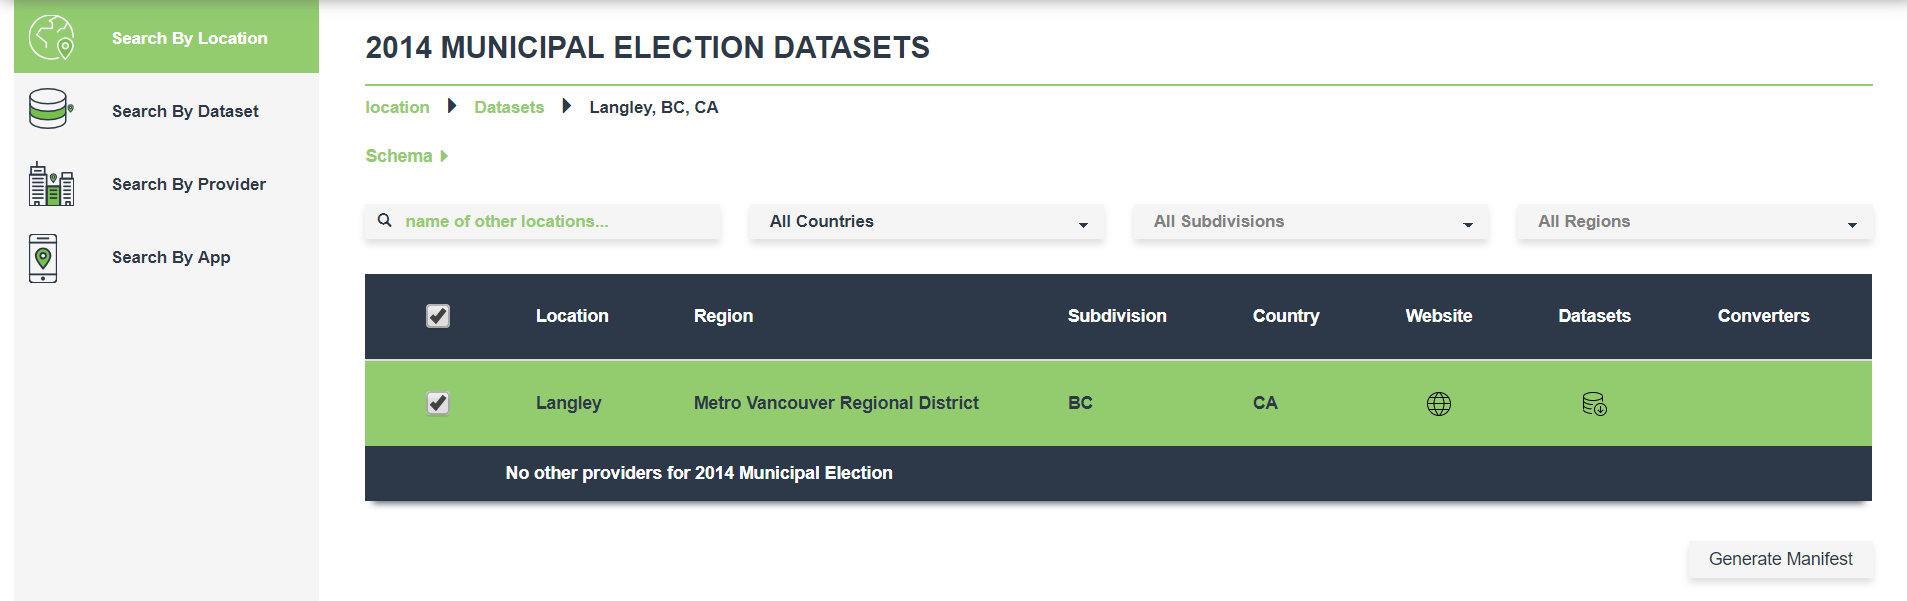 Search By Location
Search By Dataset
Search By Provider
Search By App
2014 MUNICIPAL ELECTION DATASETS
location Datasets Langley, BC, CA
Schema
name of other locations... All Countries All Subdivisions All Regions
Location Region Subdivision Country Website Datasets Converters
Langley Metro Vancouver Regional District BC CA
No other providers for 2014 Municipal Election
Generate Manifest